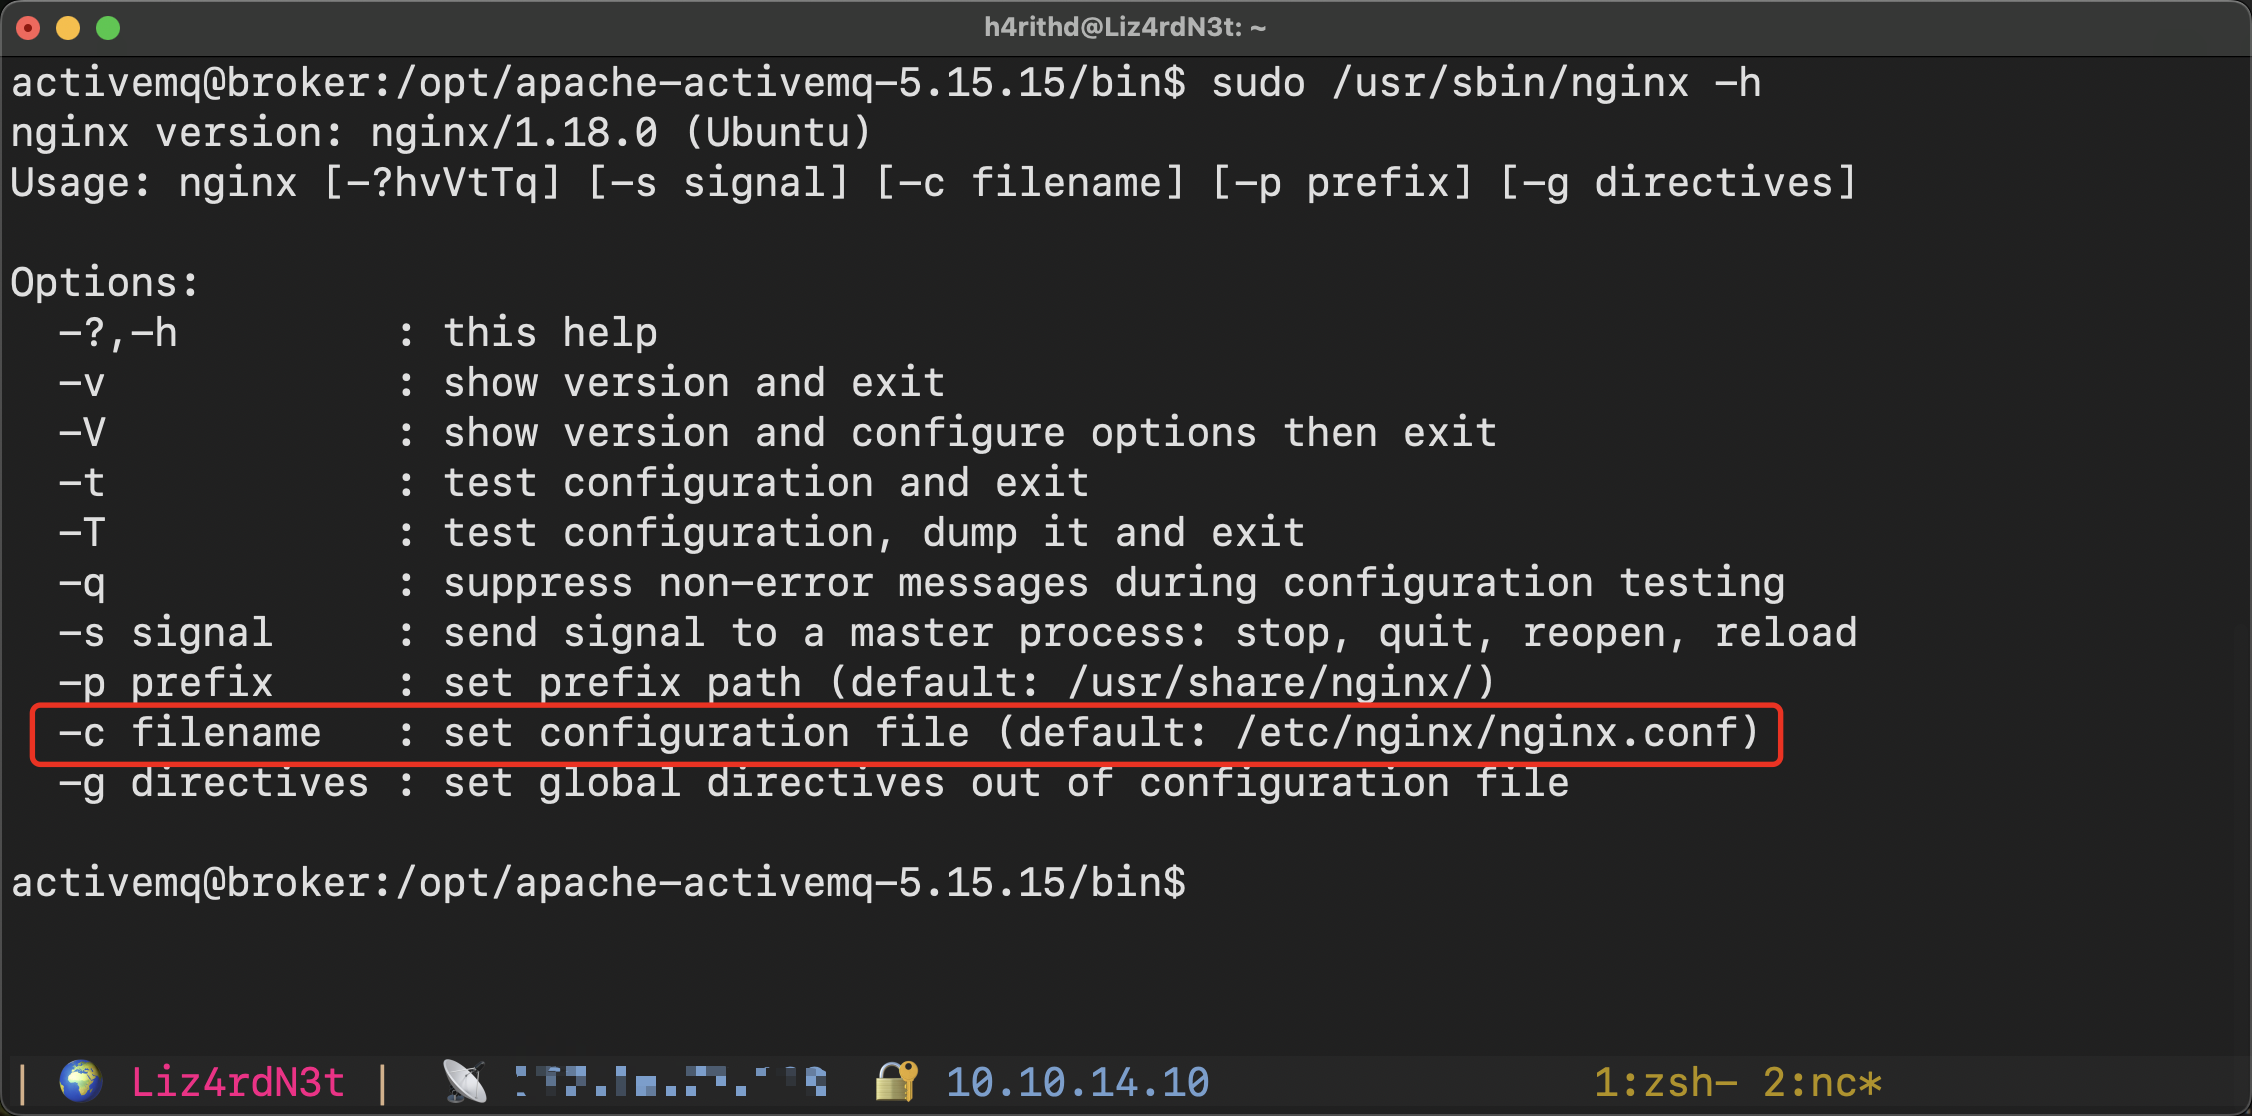 h4rithd@Liz4rdN3t: ~
activemq@broker:/opt/apache-activemq-5.15.15/bin$ sudo /usr/sbin/nginx -h
nginx version: nginx/1.18.0 (Ubuntu)
Usage: nginx [-?hvVtTq] [-s signal] [-c filename] [-p prefix] [-g directives]
Options:
  -?,-h         : this help
  -v            : show version and exit
  -V            : show version and configure options then exit
  -t            : test configuration and exit
  -T            : test configuration, dump it and exit
  -q            : suppress non-error messages during configuration testing
  -s signal     : send signal to a master process: stop, quit, reopen, reload
  -p prefix     : set prefix path (default: /usr/share/nginx/)
  -c filename   : set configuration file (default: /etc/nginx/nginx.conf)
  -g directives : set global directives out of configuration file
activemq@broker:/opt/apache-activemq-5.15.15/bin$
| Liz4rdN3t | 10.10.14.10 1:zsh- 2:nc*